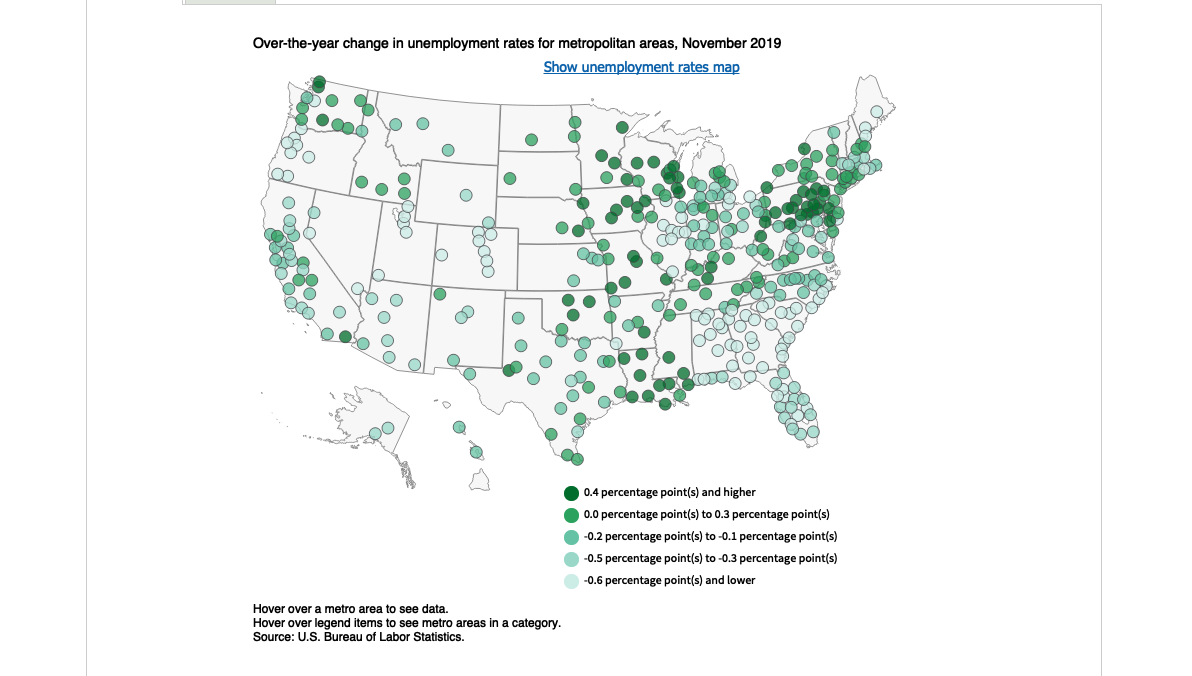 Over-the-year change in unemployment rates for metropolitan areas, November 2019
Show unemployment rates map
0.4 percentage point(s) and higher
0.0 percentage point(s) to 0.3 percentage point(s)
-0.2 percentage point(s) to -0.1 percentage point(s)
-0.5 percentage point(s) to -0.3 percentage point(s)
-0.6 percentage point(s) and lower
Hover over a metro area to see data.
Hover over legend items to see metro areas in a category.
Source: U.S. Bureau of Labor Statistics.